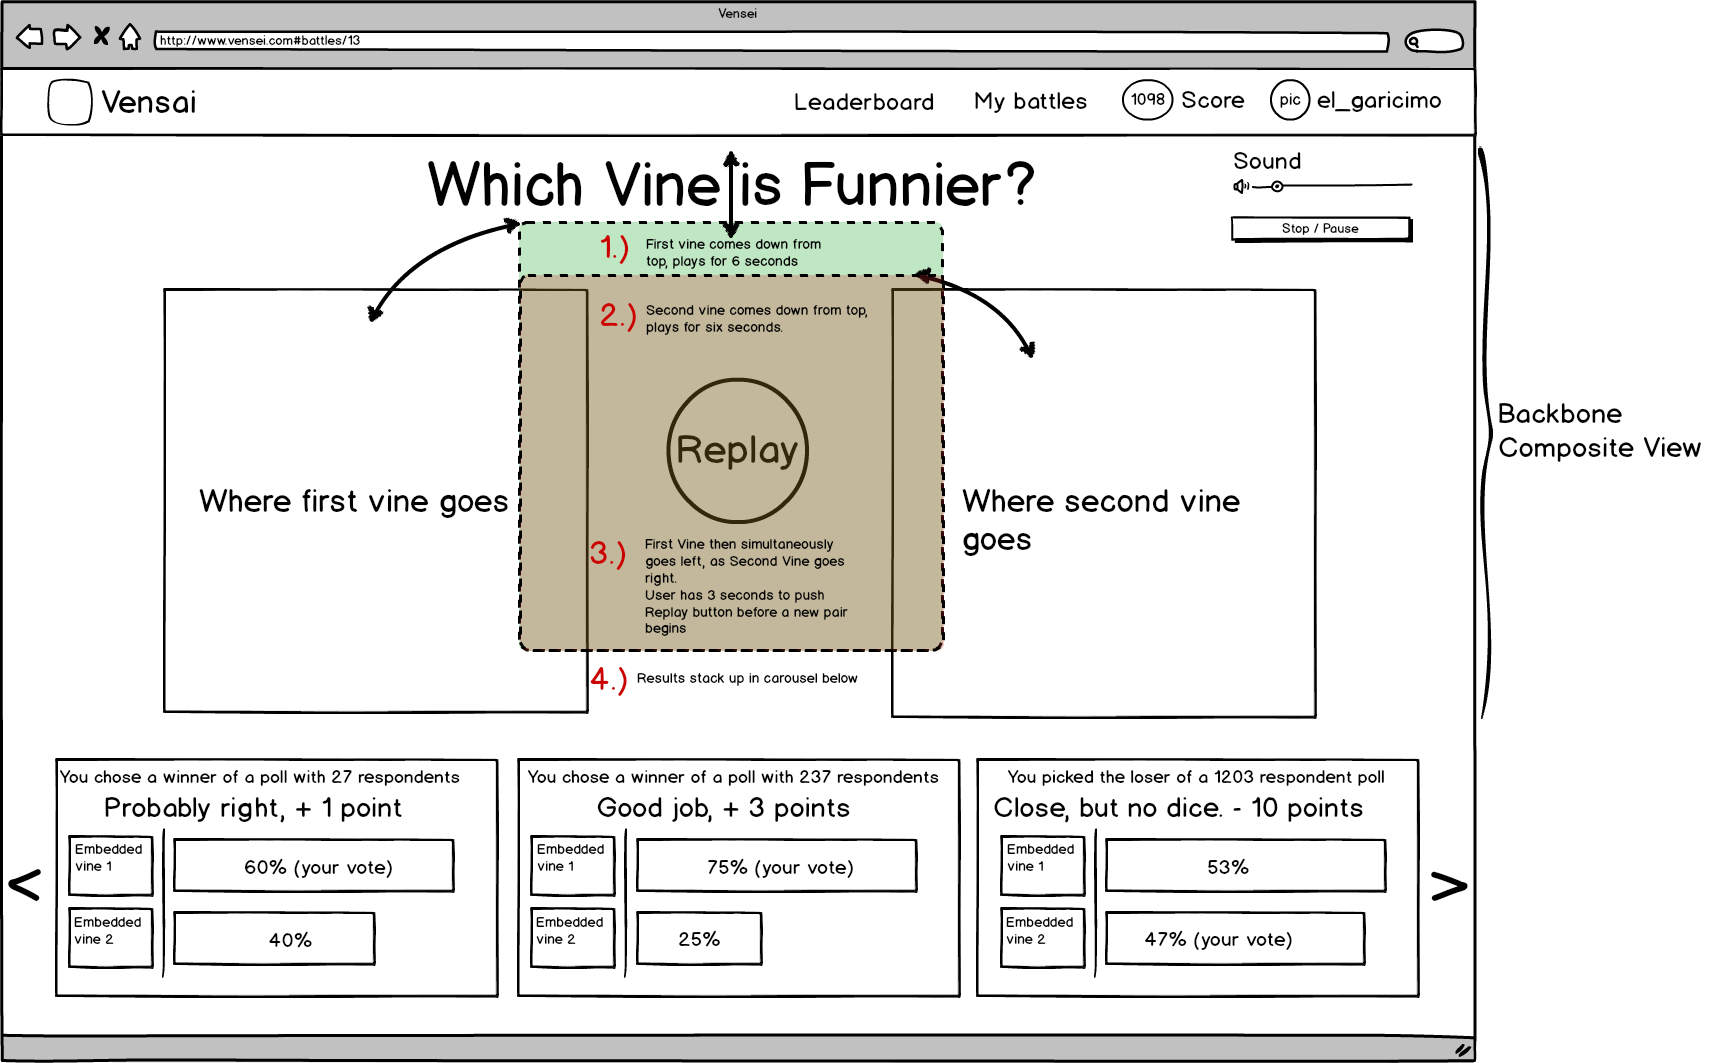 Vensei
http://www.vensei.com#battles/13
Vensai
Leaderboard
My battles
1098 Score
pic el_garicimo
Which Vine is Funnier?
Sound
Stop / Pause
1.) First vine comes down from
top, plays for 6 seconds
2.) Second vine comes down from top,
plays for six seconds.
Replay
Where first vine goes
Where second vine
goes
3.) First Vine then simultaneously
goes left, as Second Vine goes
right.
User has 3 seconds to push
Replay button before a new pair
begins
4.) Results stack up in carousel below
Backbone
Composite View
<
You chose a winner of a poll with 27 respondents
Probably right, + 1 point
Embedded
vine 1
60% (your vote)
Embedded
vine 2
40%
You chose a winner of a poll with 237 respondents
Good job, + 3 points
Embedded
vine 1
75% (your vote)
Embedded
vine 2
25%
You picked the loser of a 1203 respondent poll
Close, but no dice. - 10 points
Embedded
vine 1
53%
Embedded
vine 2
47% (your vote)
>